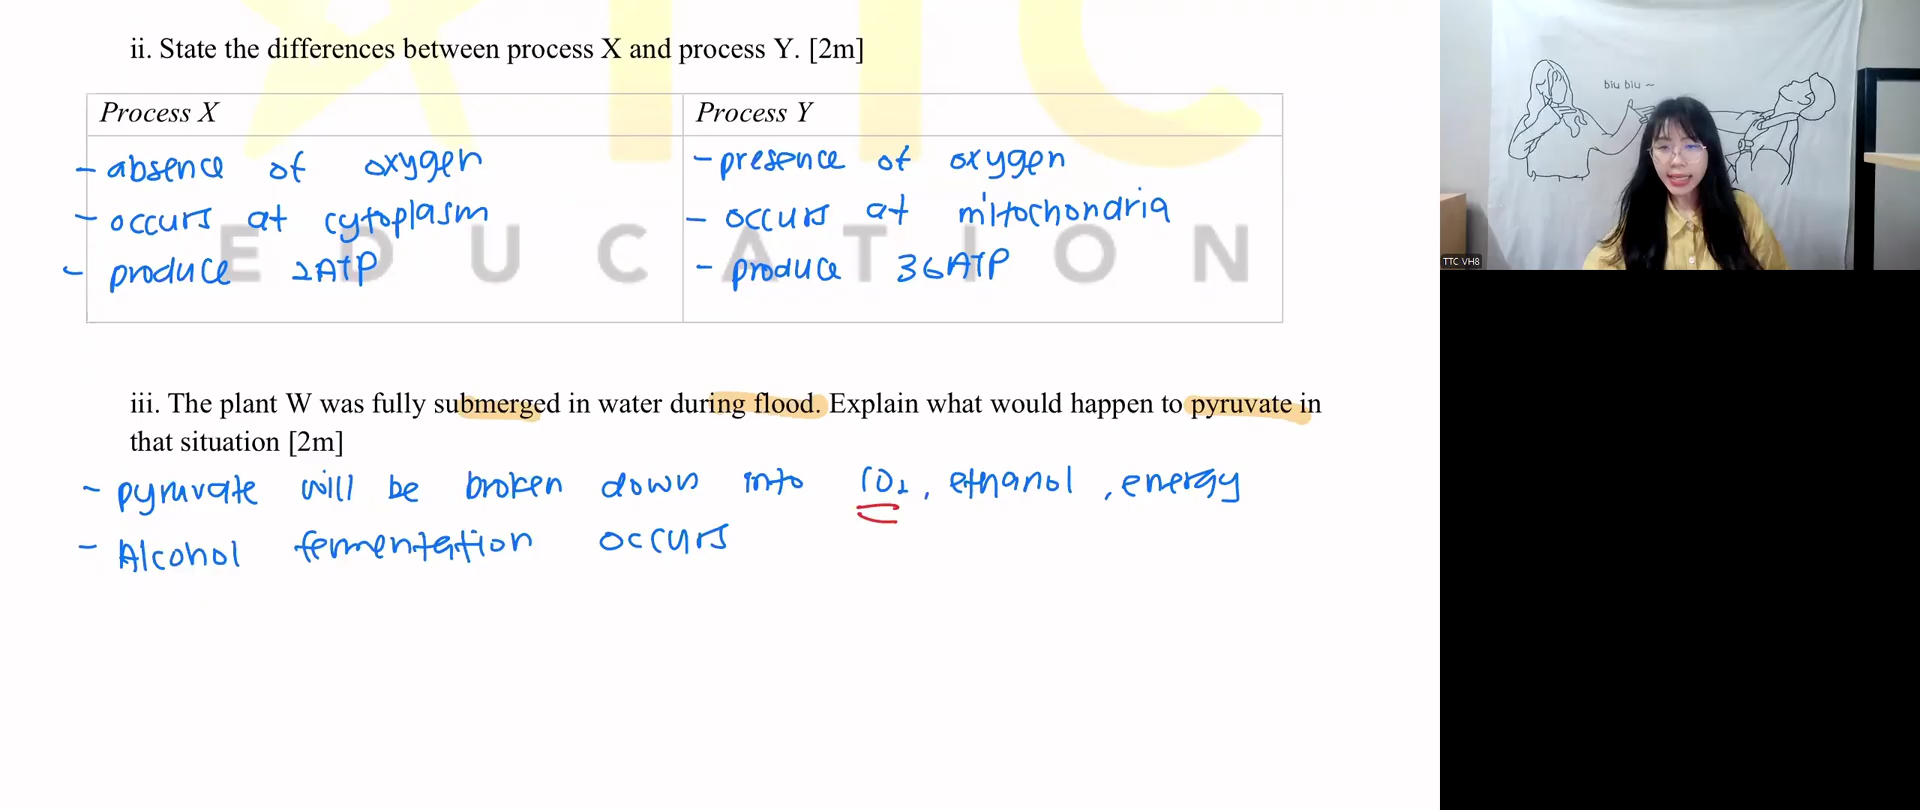 ii. State the differences between process X and process Y. [2m]
Process X
Process Y
- absence of oxygen
- presence of oxygen
- occurs at cytoplasm
- occurs at mitochondria
- produce 2ATP
- produce 36ATP
EDUCATION
iii. The plant W was fully submerged in water during flood. Explain what would happen to pyruvate in
that situation [2m]
- pyruvate will be broken down into CO₂, ethanol, energy
- Alcohol fermentation occurs
biu biu ~
TTC VH8